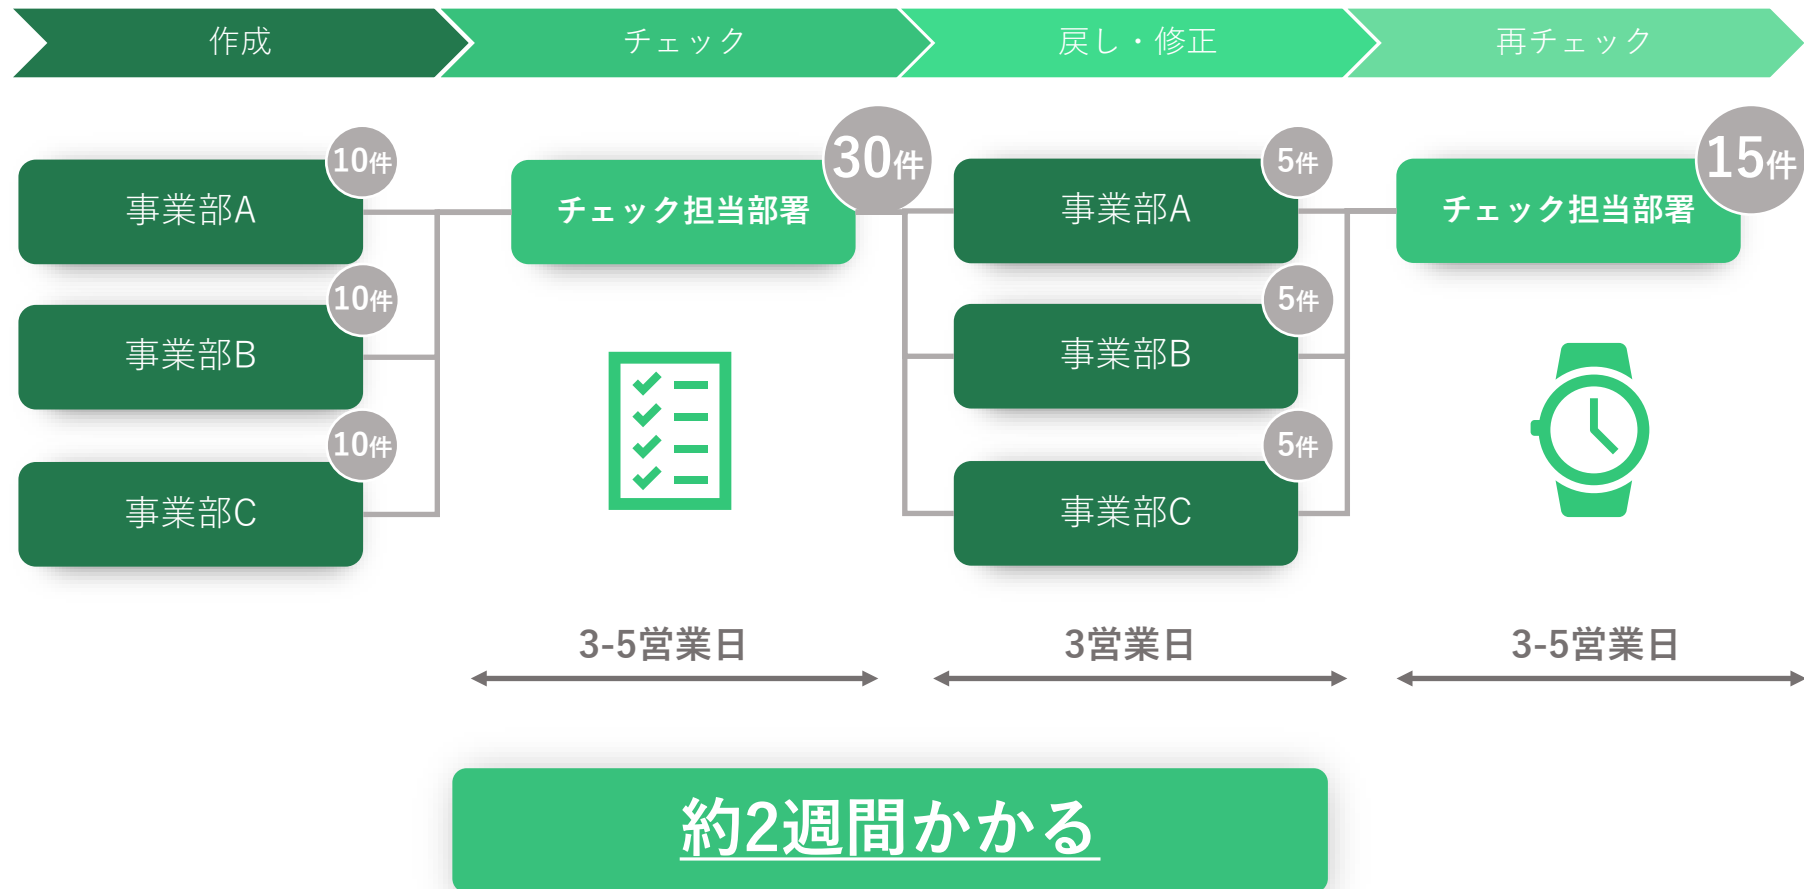 作成
チェック
戻し・修正
再チェック
10件
事業部A
10件
事業部B
10件
事業部C
30件
チェック担当部署
5件
事業部A
5件
事業部B
5件
事業部C
15件
チェック担当部署
3-5営業日
3営業日
3-5営業日
約2週間かかる